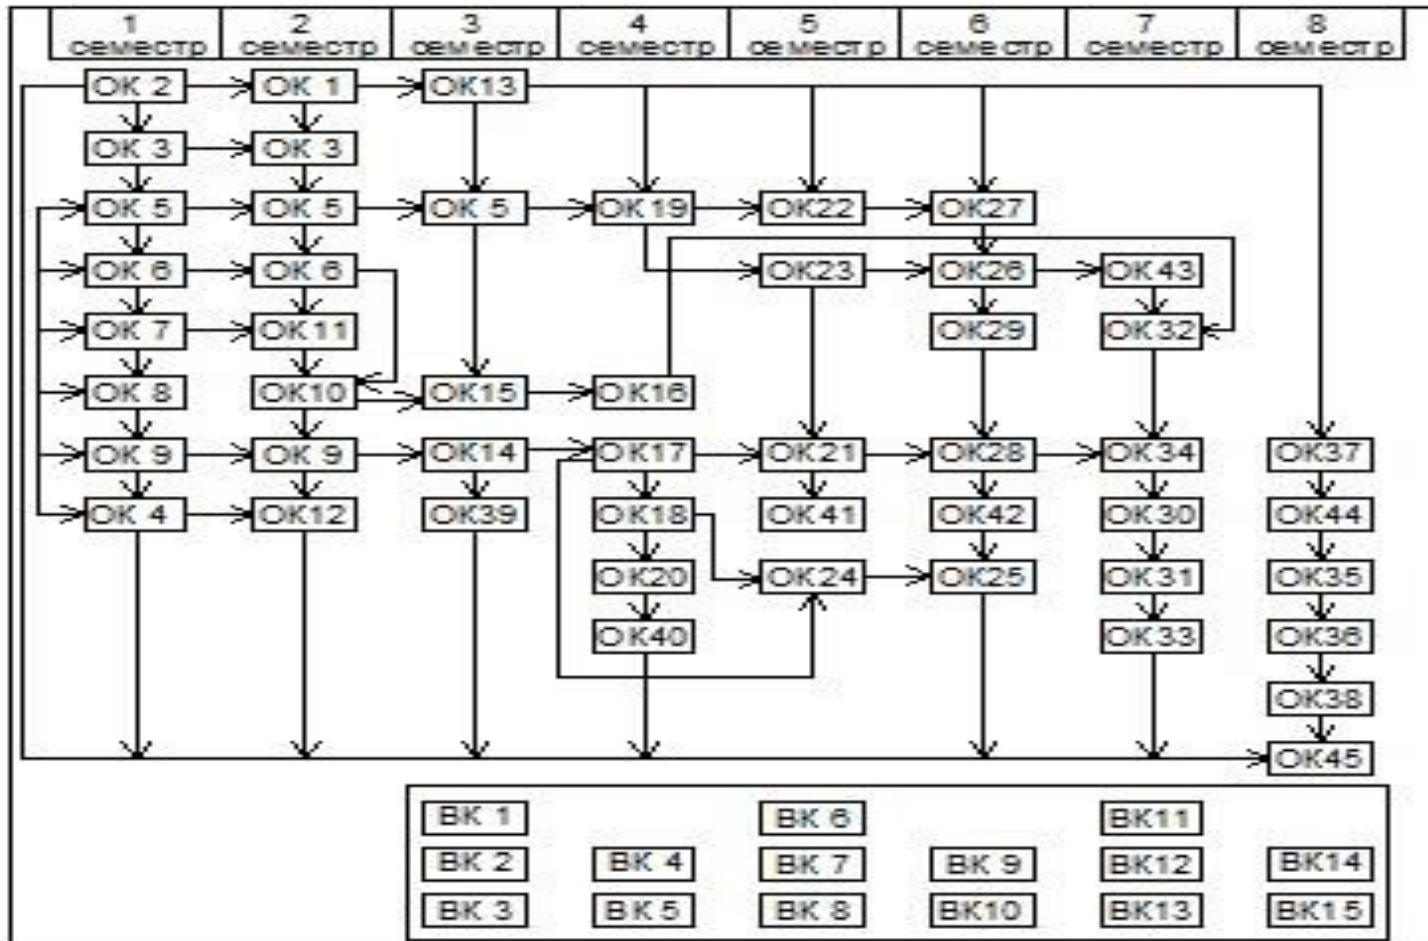 1 семестр 2 семестр 3 семестр 4 семестр 5 семестр 6 семестр 7 семестр 8 семестр
ОК 2 ОК 1 ОК13
ОК 3 ОК 3
ОК 5 ОК 5 ОК 5 ОК19 ОК22 ОК27
ОК 6 ОК 6 ОК23 ОК26 ОК43
ОК 7 ОК11 ОК29 ОК32
ОК 8 ОК10 ОК15 ОК16
ОК 9 ОК 9 ОК14 ОК17 ОК21 ОК28 ОК34 ОК37
ОК 4 ОК12 ОК39 ОК18 ОК41 ОК42 ОК30 ОК44
ОК20 ОК24 ОК25 ОК31 ОК35
ОК40 ОК33 ОК36
ОК38
ОК45
ВК 1 ВК 6 ВК11
ВК 2 ВК 4 ВК 7 ВК 9 ВК12 ВК14
ВК 3 ВК 5 ВК 8 ВК10 ВК13 ВК15